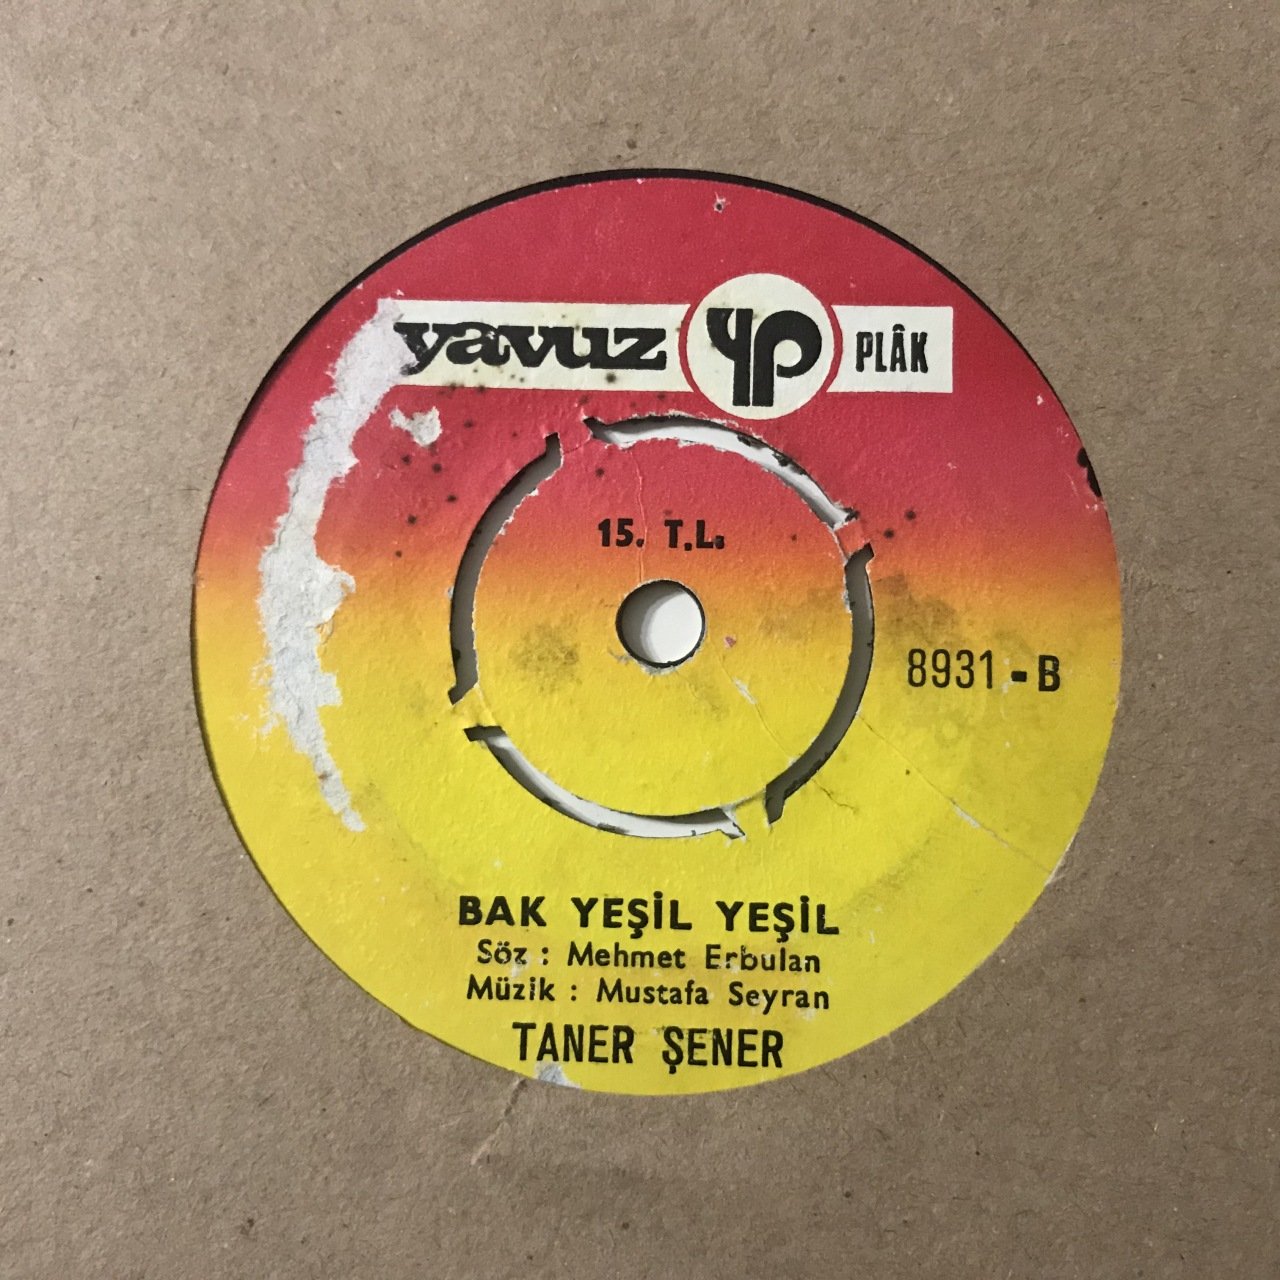 yavuz yp PLÂK
15. T.L.
8931-B
BAK YEŞİL YEŞİL
Söz : Mehmet Erbulan
Müzik : Mustafa Seyran
TANER ŞENER